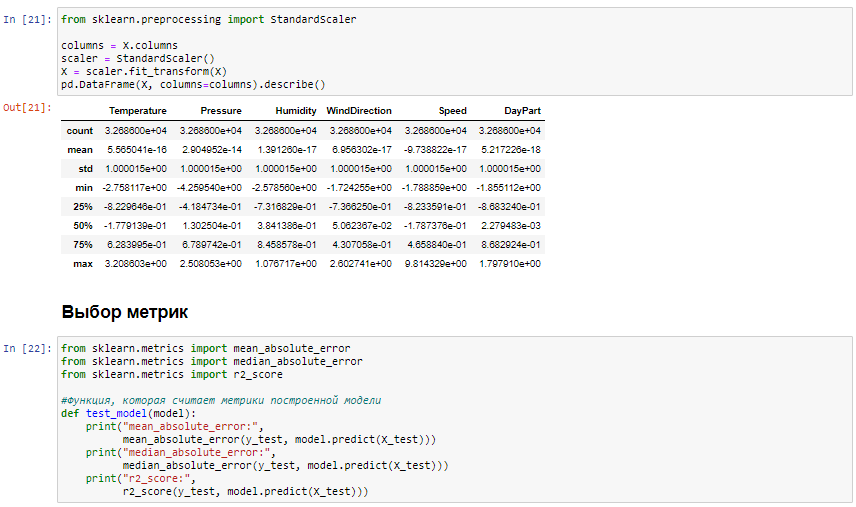 In [21]: from sklearn.preprocessing import StandardScaler
columns = X.columns
scaler = StandardScaler()
X = scaler.fit_transform(X)
pd.DataFrame(X, columns=columns).describe()
Out[21]:
Temperature Pressure Humidity WindDirection Speed DayPart
count 3.268600e+04 3.268600e+04 3.268600e+04 3.268600e+04 3.268600e+04 3.268600e+04
mean 5.565041e-16 2.904952e-14 1.391260e-17 6.956302e-17 -9.738822e-17 5.217226e-18
std 1.000015e+00 1.000015e+00 1.000015e+00 1.000015e+00 1.000015e+00 1.000015e+00
min -2.758117e+00 -4.259540e+00 -2.578560e+00 -1.724255e+00 -1.788859e+00 -1.855112e+00
25% -8.229646e-01 -4.184734e-01 -7.316829e-01 -7.366250e-01 -8.233591e-01 -8.683240e-01
50% -1.779139e-01 1.302504e-01 3.841386e-01 5.062367e-02 -1.787376e-01 2.279483e-03
75% 6.283995e-01 6.789742e-01 8.458578e-01 4.307058e-01 4.658840e-01 8.682924e-01
max 3.208603e+00 2.508053e+00 1.076717e+00 2.602741e+00 9.814329e+00 1.797910e+00
Выбор метрик
In [22]: from sklearn.metrics import mean_absolute_error
from sklearn.metrics import median_absolute_error
from sklearn.metrics import r2_score
#Функция, которая считает метрики построенной модели
def test_model(model):
print("mean_absolute_error:",
mean_absolute_error(y_test, model.predict(X_test)))
print("median_absolute_error:",
median_absolute_error(y_test, model.predict(X_test)))
print("r2_score:",
r2_score(y_test, model.predict(X_test)))